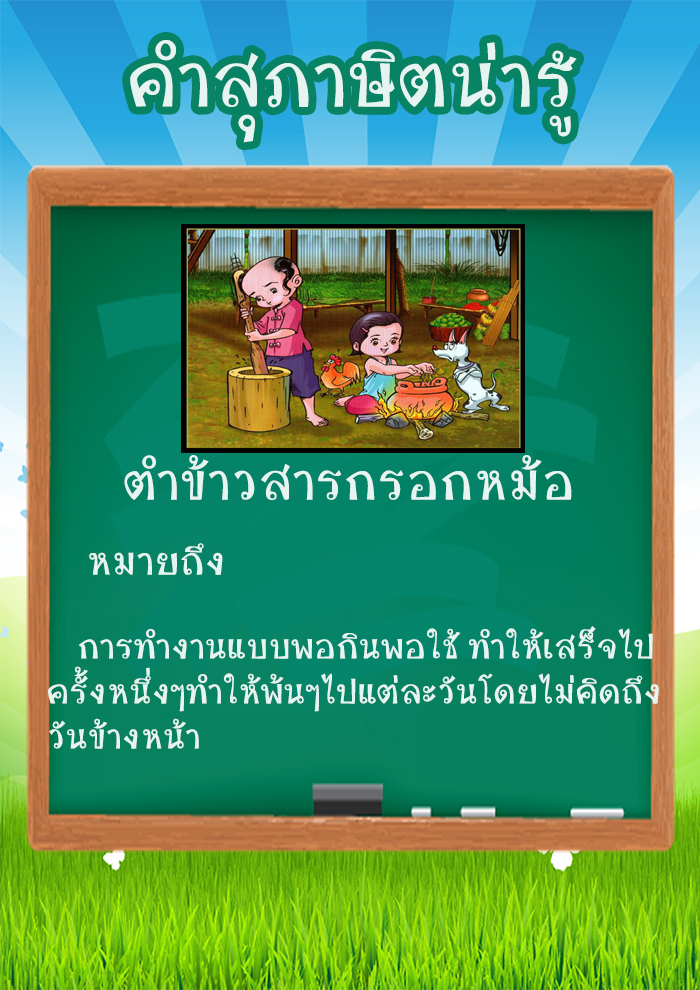 คำสุภาษิตน่ารู้
ตำข้าวสารกรอกหม้อ
หมายถึง
การทำงานแบบพอกินพอใช้ ทำให้เสร็จไป
ครั้งหนึ่งๆทำให้พ้นๆไปแต่ละวันโดยไม่คิดถึง
วันข้างหน้า